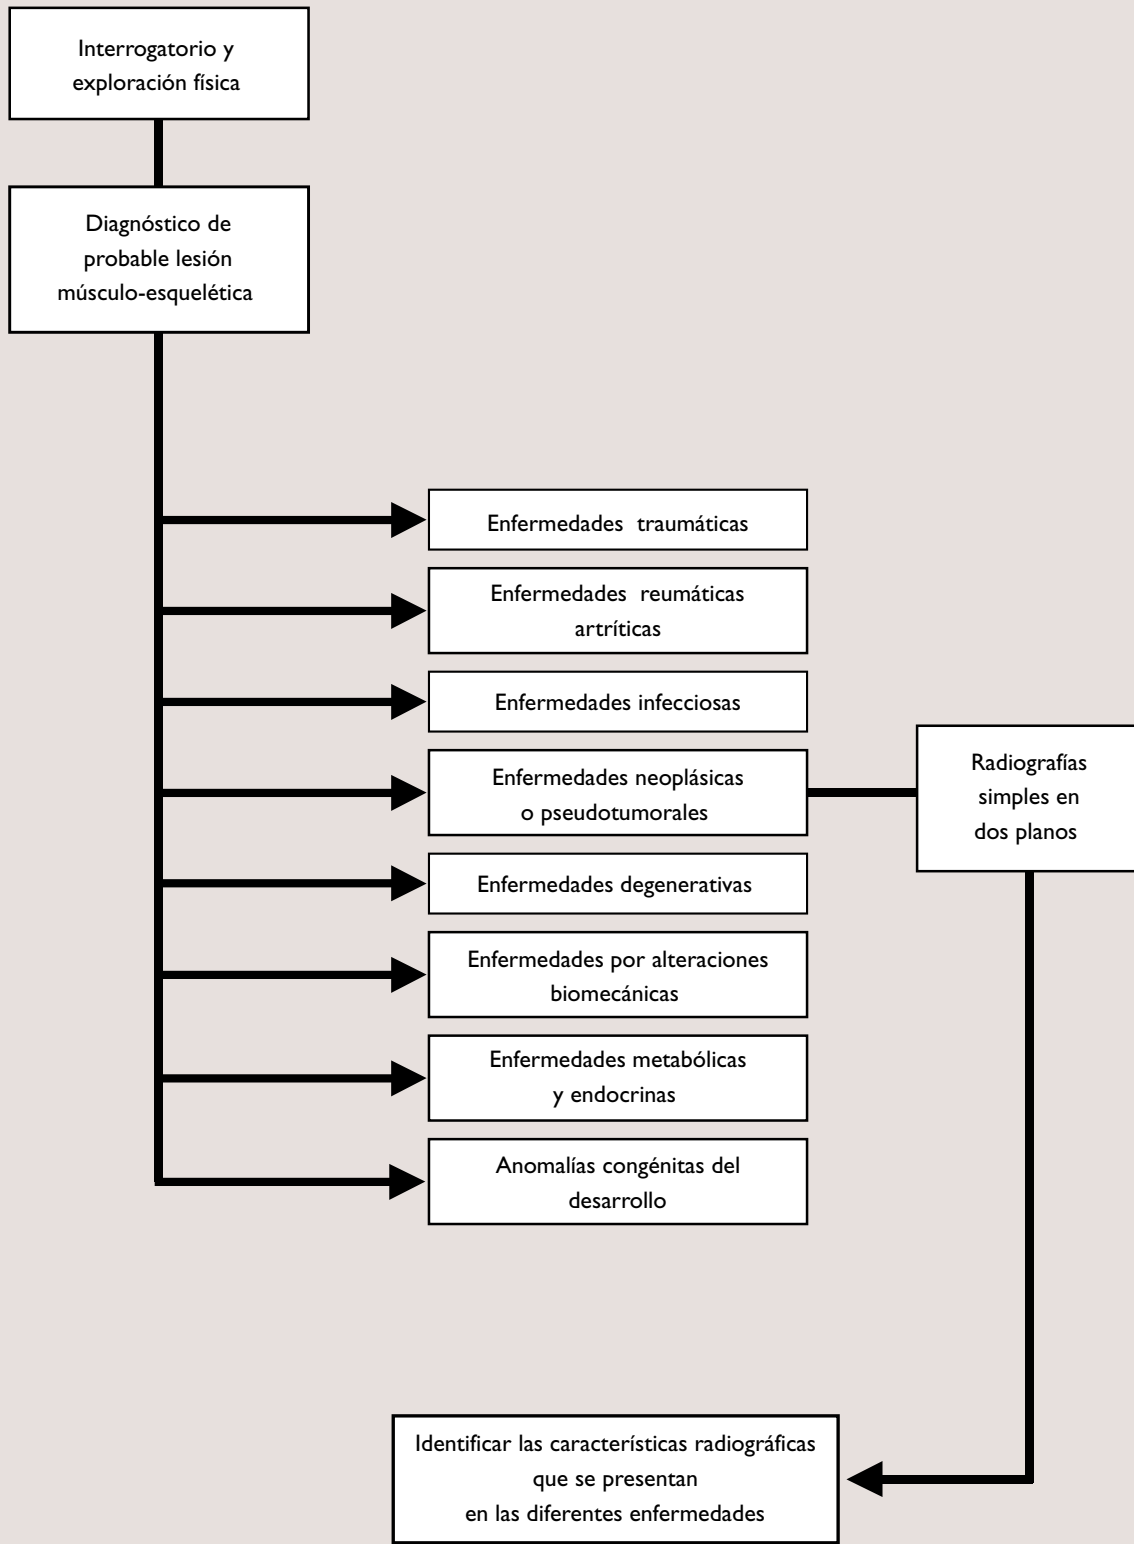 Interrogatorio y
exploración física
Diagnóstico de
probable lesión
músculo-esquelética
Enfermedades traumáticas
Enfermedades reumáticas
artríticas
Enfermedades infecciosas
Enfermedades neoplásicas
o pseudotumorales
Radiografías
simples en
dos planos
Enfermedades degenerativas
Enfermedades por alteraciones
biomecánicas
Enfermedades metabólicas
y endocrinas
Anomalías congénitas del
desarrollo
Identificar las características radiográficas
que se presentan
en las diferentes enfermedades